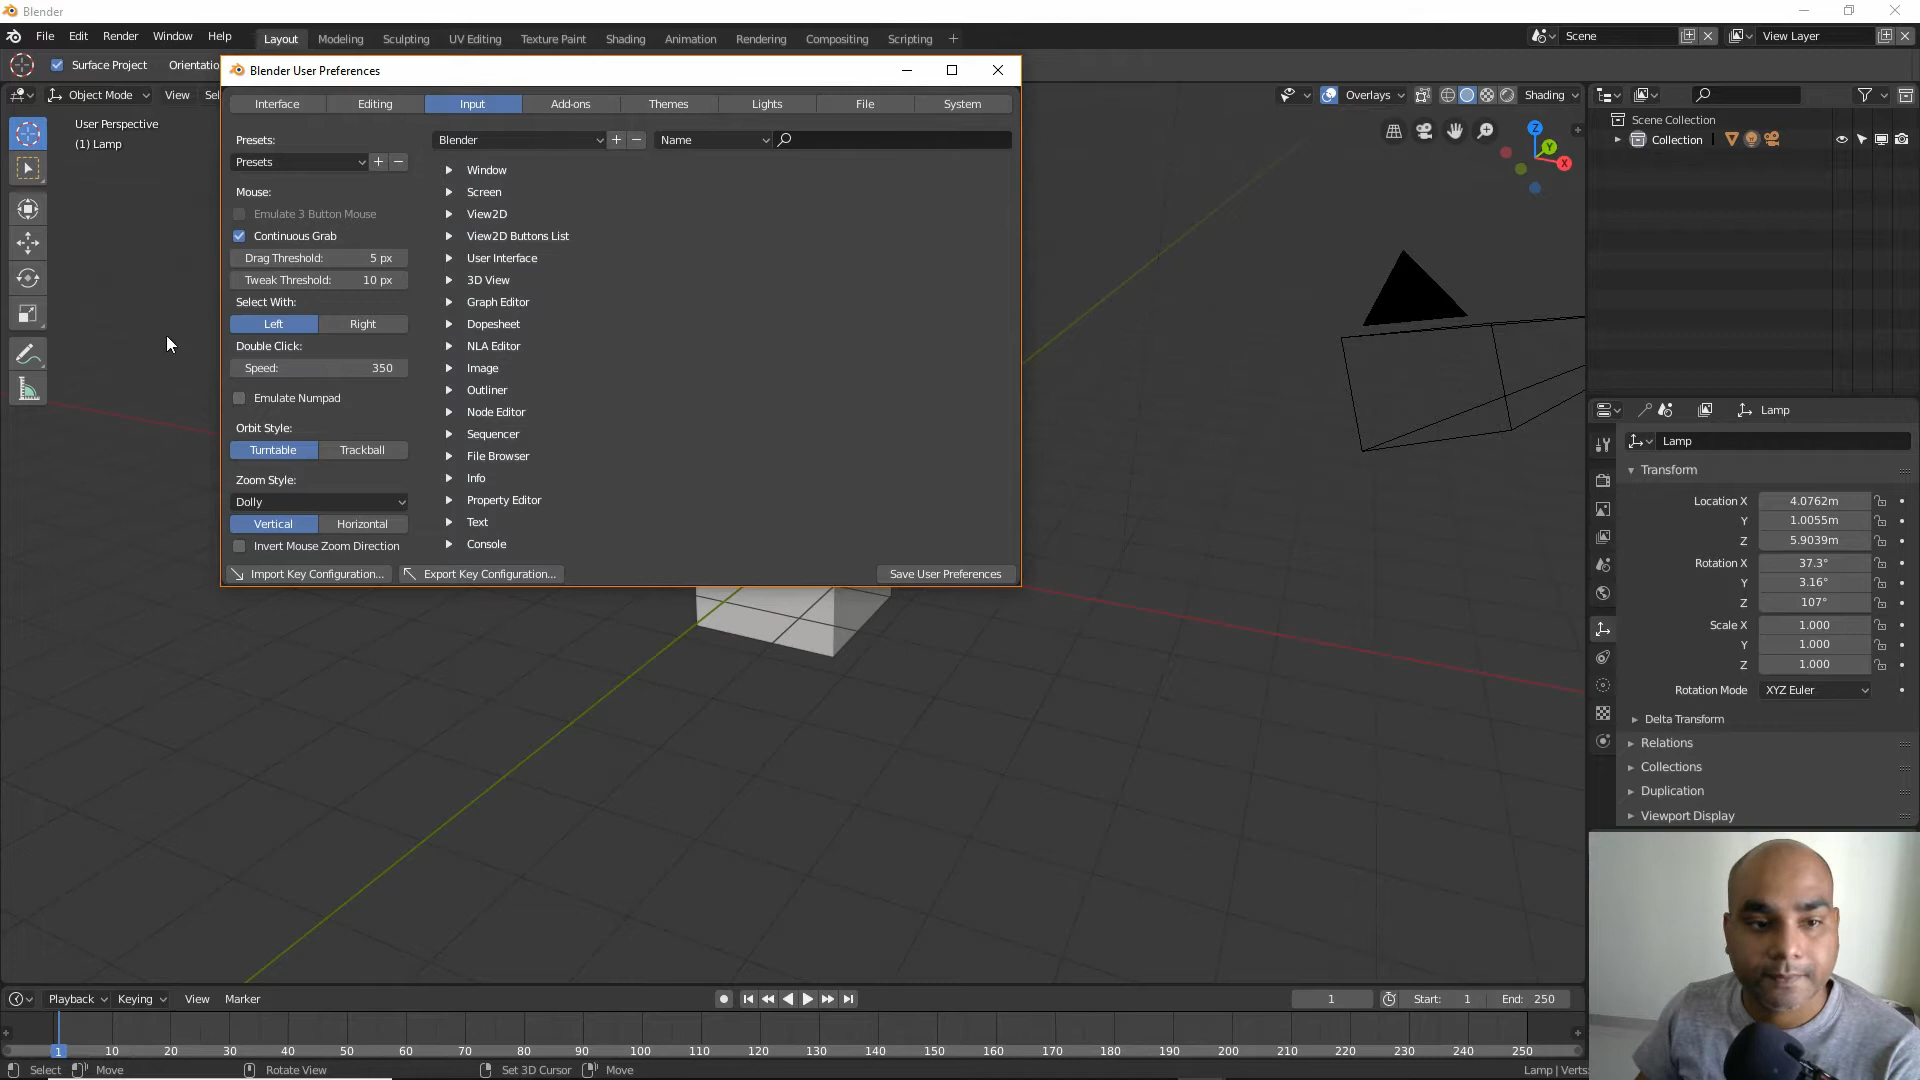 Blender
File Edit Render Window Help Layout Modeling Sculpting UV Editing Texture Paint Shading Animation Rendering Compositing Scripting + Scene View Layer
Surface Project Orientatio
Blender User Preferences
Object Mode View Sel Overlays Shading
Interface Editing Input Add-ons Themes Lights File System
User Perspective
(1) Lamp
Presets:
Presets
Mouse:
Emulate 3 Button Mouse
Continuous Grab
Drag Threshold: 5 px
Tweak Threshold: 10 px
Select With:
Left Right
Double Click:
Speed: 350
Emulate Numpad
Orbit Style:
Turntable Trackball
Zoom Style:
Dolly
Vertical Horizontal
Invert Mouse Zoom Direction
Import Key Configuration... Export Key Configuration... Save User Preferences
Blender Name
Window
Screen
View2D
View2D Buttons List
User Interface
3D View
Graph Editor
Dopesheet
NLA Editor
Image
Outliner
Node Editor
Sequencer
File Browser
Info
Property Editor
Text
Console
Z
Y
X
Scene Collection
Collection
Lamp
Lamp
Transform
Location X 4.0762m
Y 1.0055m
Z 5.9039m
Rotation X 37.3°
Y 3.16°
Z 107°
Scale X 1.000
Y 1.000
Z 1.000
Rotation Mode XYZ Euler
Delta Transform
Relations
Collections
Duplication
Viewport Display
Playback Keying View Marker 1 Start: 1 End: 250
1 10 20 30 40 50 60 70 80 90 100 110 120 130 140 150 160 170 180 190 200 210 220 230 240 250
Select Move Rotate View Set 3D Cursor Move Lamp | Verts: